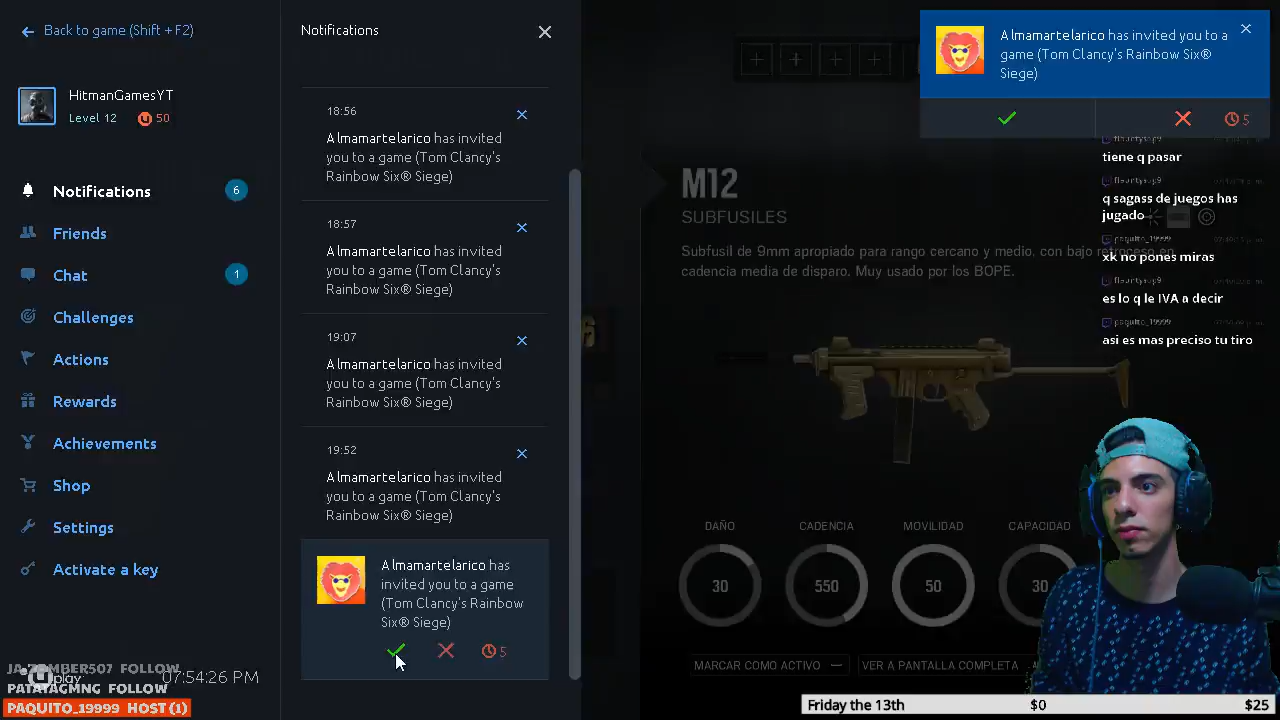 Back to game (Shift + F2)
HitmanGamesYT
Level 12
50
Notifications
6
Friends
Chat
1
Challenges
Actions
Rewards
Achievements
Shop
Settings
Activate a key
PATATAGMNG FOLLOW
uplay
07:54:26 PM
PAQUITO_19999 HOST (1)
Notifications
18:56
Almamartelarico has invited
you to a game (Tom Clancy's
Rainbow Six® Siege)
18:57
Almamartelarico has invited
you to a game (Tom Clancy's
Rainbow Six® Siege)
19:07
Almamartelarico has invited
you to a game (Tom Clancy's
Rainbow Six® Siege)
19:52
Almamartelarico has invited
you to a game (Tom Clancy's
Rainbow Six® Siege)
Almamartelarico has
invited you to a game
(Tom Clancy's Rainbow
Six® Siege)
5
Almamartelarico has invited you to a
game (Tom Clancy's Rainbow Six®
Siege)
5
tiene q pasar
q sagass de juegos has
jugado
paquito_19999
xk no pones miras
es lo q le IVA a decir
paquito_19999
asi es mas preciso tu tiro
M12
SUBFUSILES
Subfusil de 9mm apropiado para rango cercano y medio, con bajo retroceso en
cadencia media de disparo. Muy usado por los BOPE.
DAÑO
CADENCIA
MOVILIDAD
CAPACIDAD
30
550
50
30
MARCAR COMO ACTIVO
VER A PANTALLA COMPLETA
Friday the 13th
$0
$25